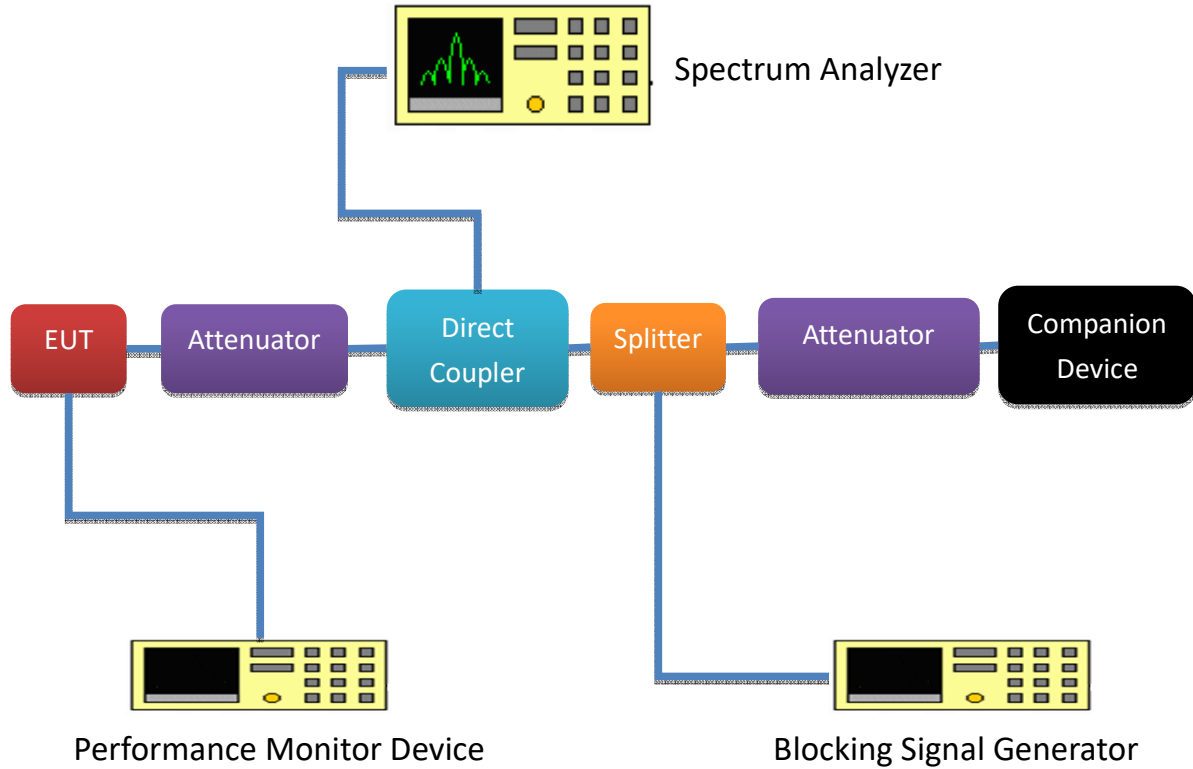 Spectrum Analyzer
EUT
Attenuator
Direct
Coupler
Splitter
Attenuator
Companion
Device
Performance Monitor Device
Blocking Signal Generator